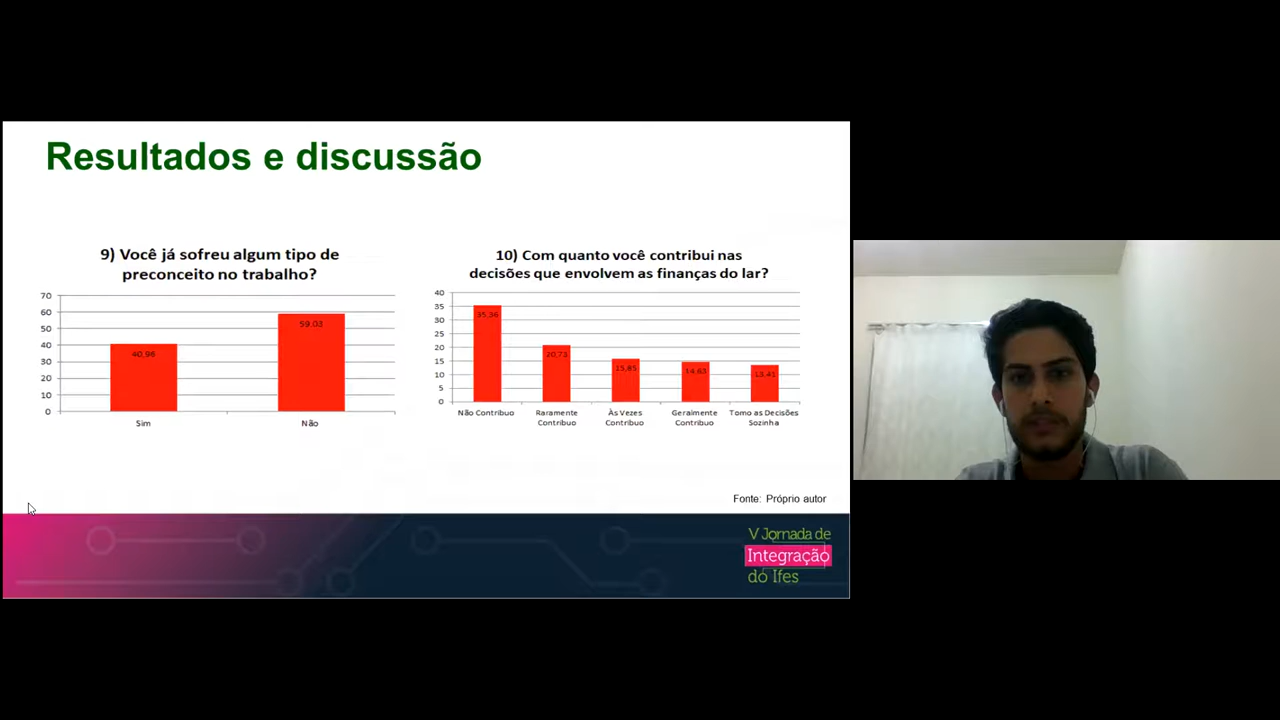 Resultados e discussão
9) Você já sofreu algum tipo de
preconceito no trabalho?
70
60
50
40
30
20
10
0
40,96
59,03
Sim
Não
10) Com quanto você contribui nas
decisões que envolvem as finanças do lar?
40
35
30
25
20
15
10
5
0
35,36
20,73
15,85
14,63
13,41
Não Contribuo
Raramente
Contribuo
Às Vezes
Contribuo
Geralmente
Contribuo
Tomo as Decisões
Sozinha
Fonte: Próprio autor
V Jornada de
Integração
do Ifes